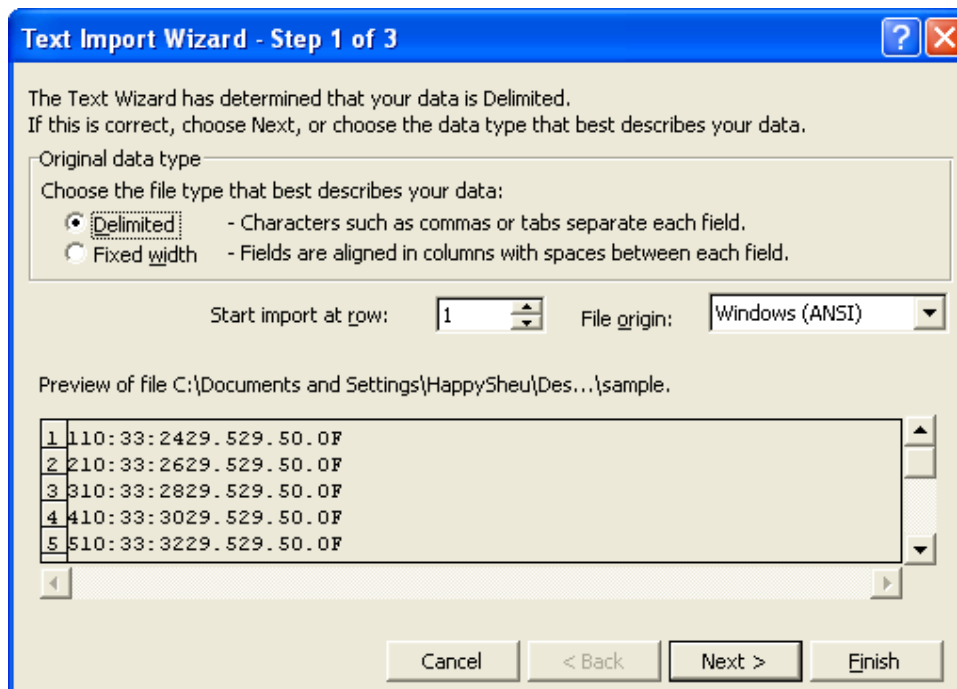 Text Import Wizard - Step 1 of 3
The Text Wizard has determined that your data is Delimited.
If this is correct, choose Next, or choose the data type that best describes your data.
Original data type
Choose the file type that best describes your data:
Delimited - Characters such as commas or tabs separate each field.
Fixed width - Fields are aligned in columns with spaces between each field.
Start import at row: 1 File origin: Windows (ANSI)
Preview of file C:\Documents and Settings\HappySheu\Des...\sample.
1 110:33:2429.529.50.0F
2 210:33:2629.529.50.0F
3 310:33:2829.529.50.0F
4 410:33:3029.529.50.0F
5 510:33:3229.529.50.0F
Cancel < Back Next > Finish